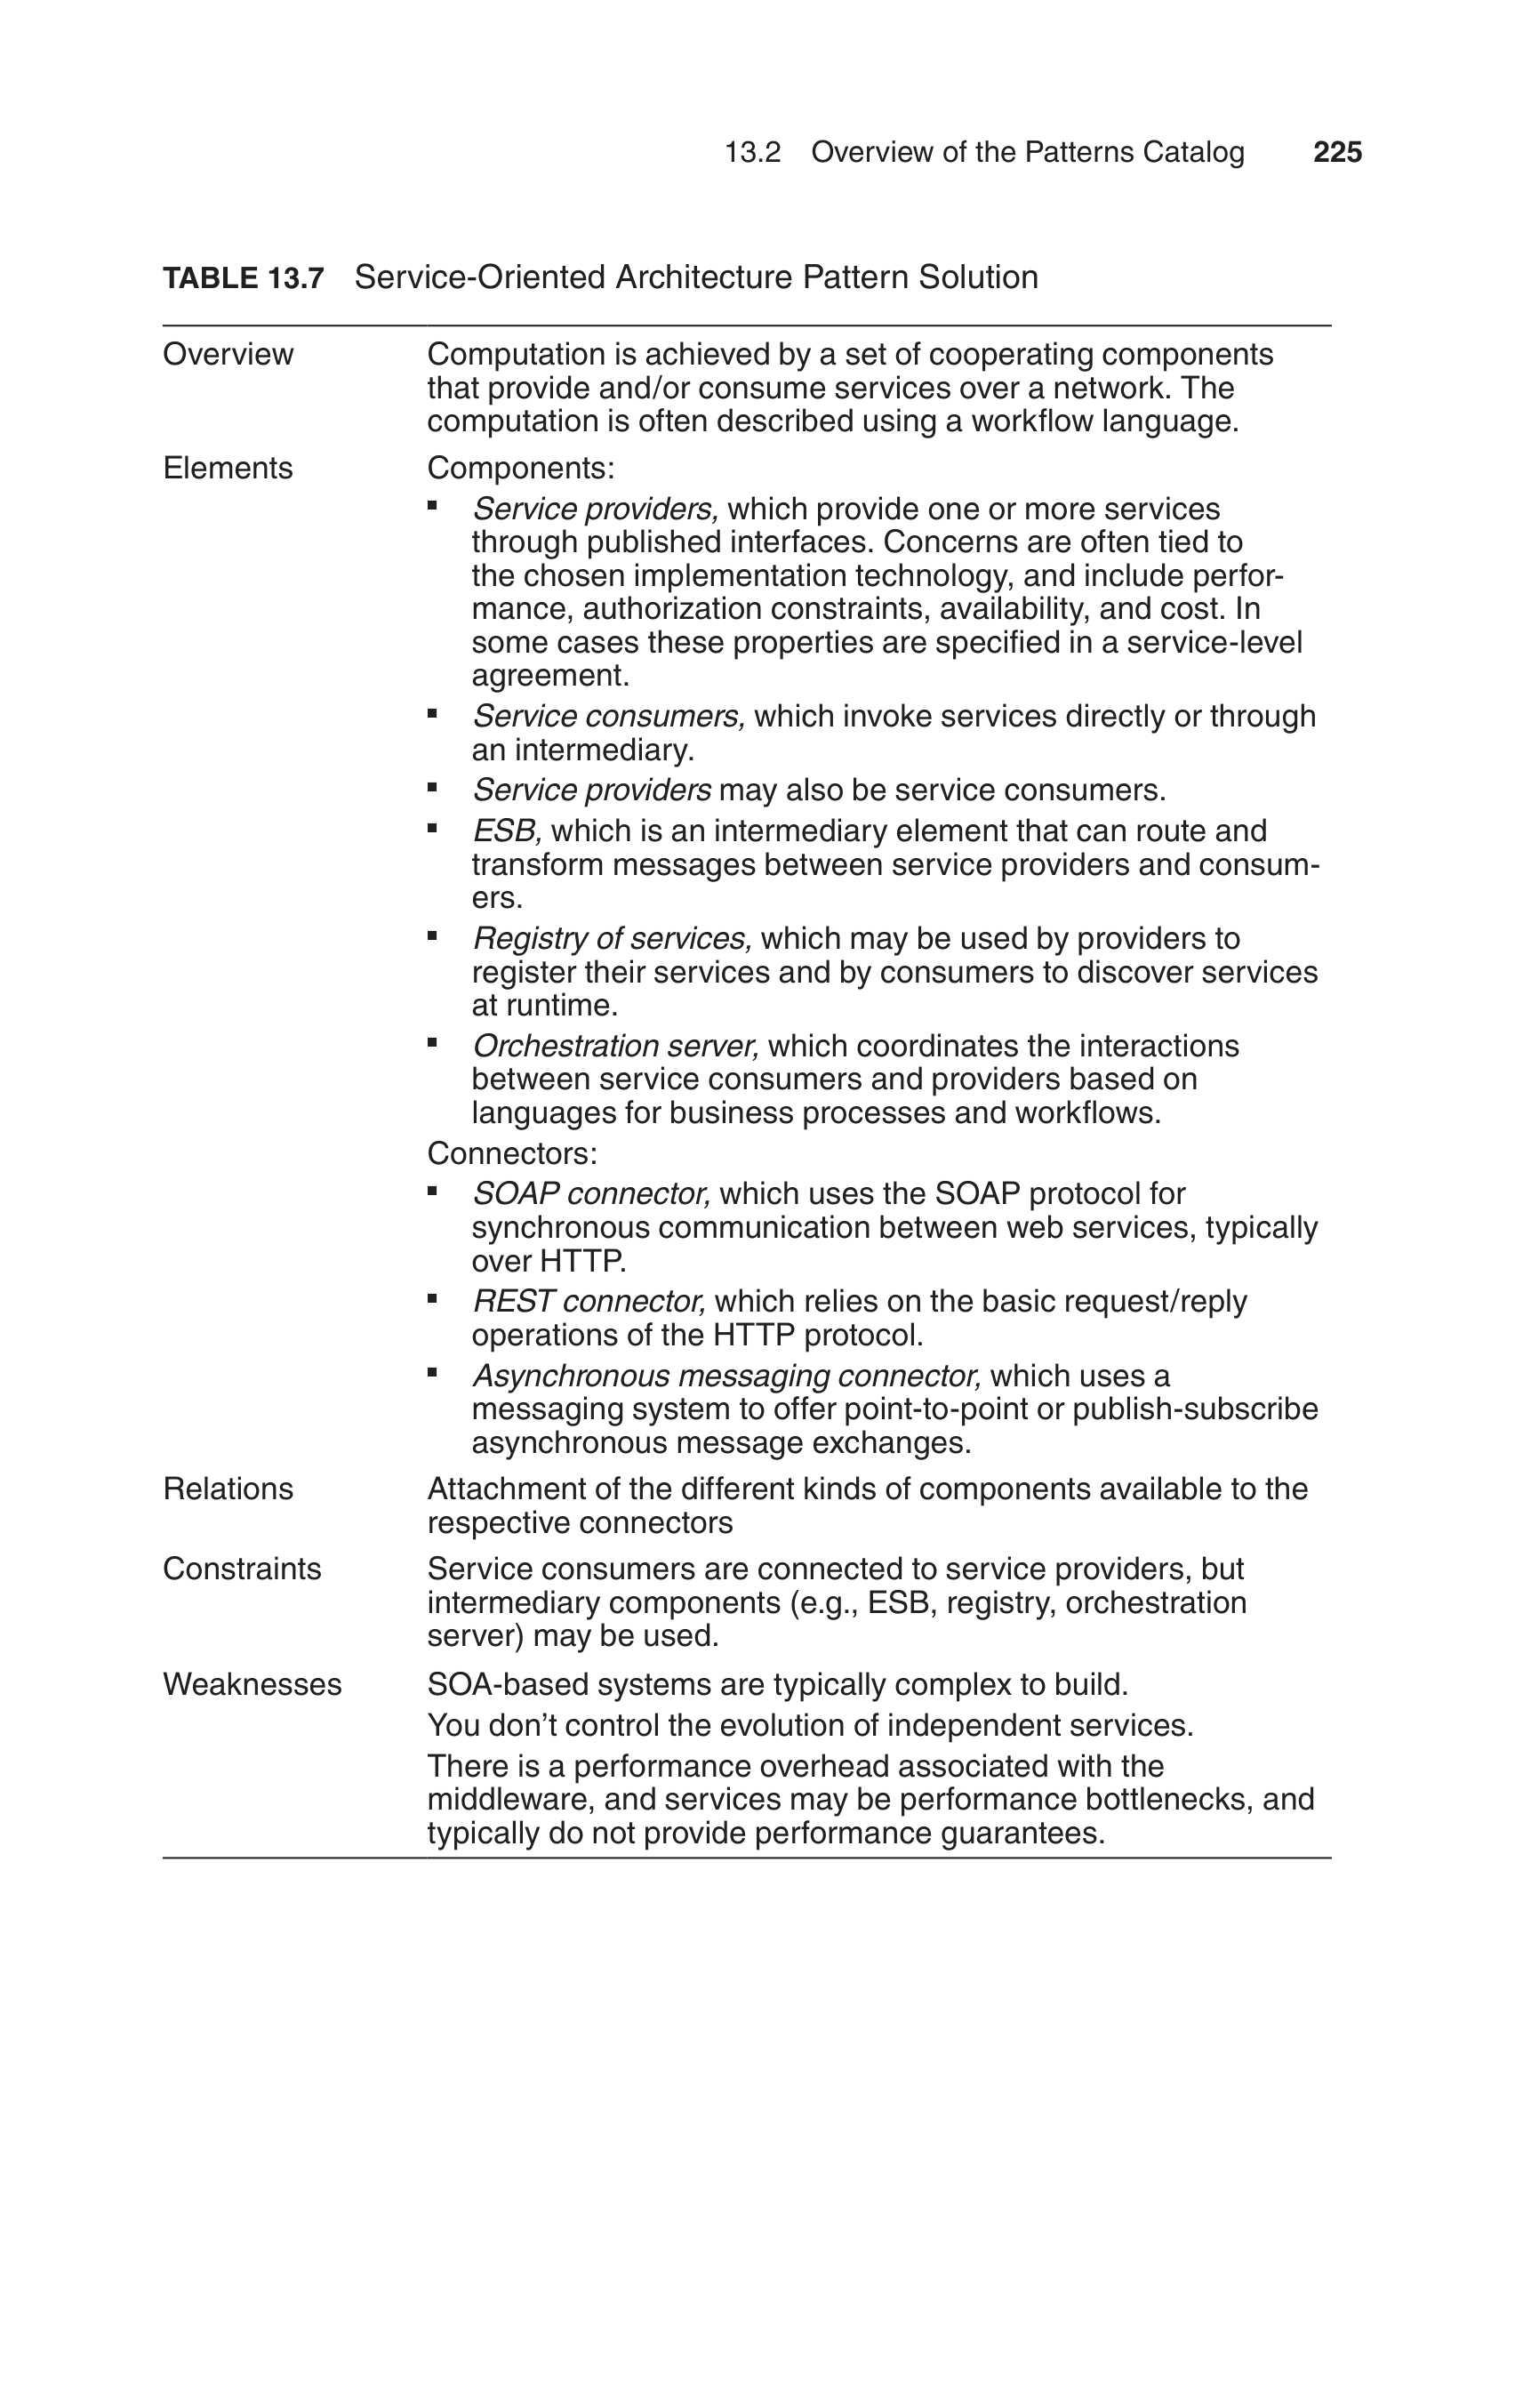 13.2 Overview of the Patterns Catalog 225
TABLE 13.7 Service-Oriented Architecture Pattern Solution
Overview Computation is achieved by a set of cooperating components
that provide and/or consume services over a network. The
computation is often described using a workflow language.
Elements Components:
▪ Service providers, which provide one or more services
through published interfaces. Concerns are often tied to
the chosen implementation technology, and include perfor-
mance, authorization constraints, availability, and cost. In
some cases these properties are specified in a service-level
agreement.
▪ Service consumers, which invoke services directly or through
an intermediary.
▪ Service providers may also be service consumers.
▪ ESB, which is an intermediary element that can route and
transform messages between service providers and consum-
ers.
▪ Registry of services, which may be used by providers to
register their services and by consumers to discover services
at runtime.
▪ Orchestration server, which coordinates the interactions
between service consumers and providers based on
languages for business processes and workflows.
Connectors:
▪ SOAP connector, which uses the SOAP protocol for
synchronous communication between web services, typically
over HTTP.
▪ REST connector, which relies on the basic request/reply
operations of the HTTP protocol.
▪ Asynchronous messaging connector, which uses a
messaging system to offer point-to-point or publish-subscribe
asynchronous message exchanges.
Relations Attachment of the different kinds of components available to the
respective connectors
Constraints Service consumers are connected to service providers, but
intermediary components (e.g., ESB, registry, orchestration
server) may be used.
Weaknesses SOA-based systems are typically complex to build.
You don’t control the evolution of independent services.
There is a performance overhead associated with the
middleware, and services may be performance bottlenecks, and
typically do not provide performance guarantees.